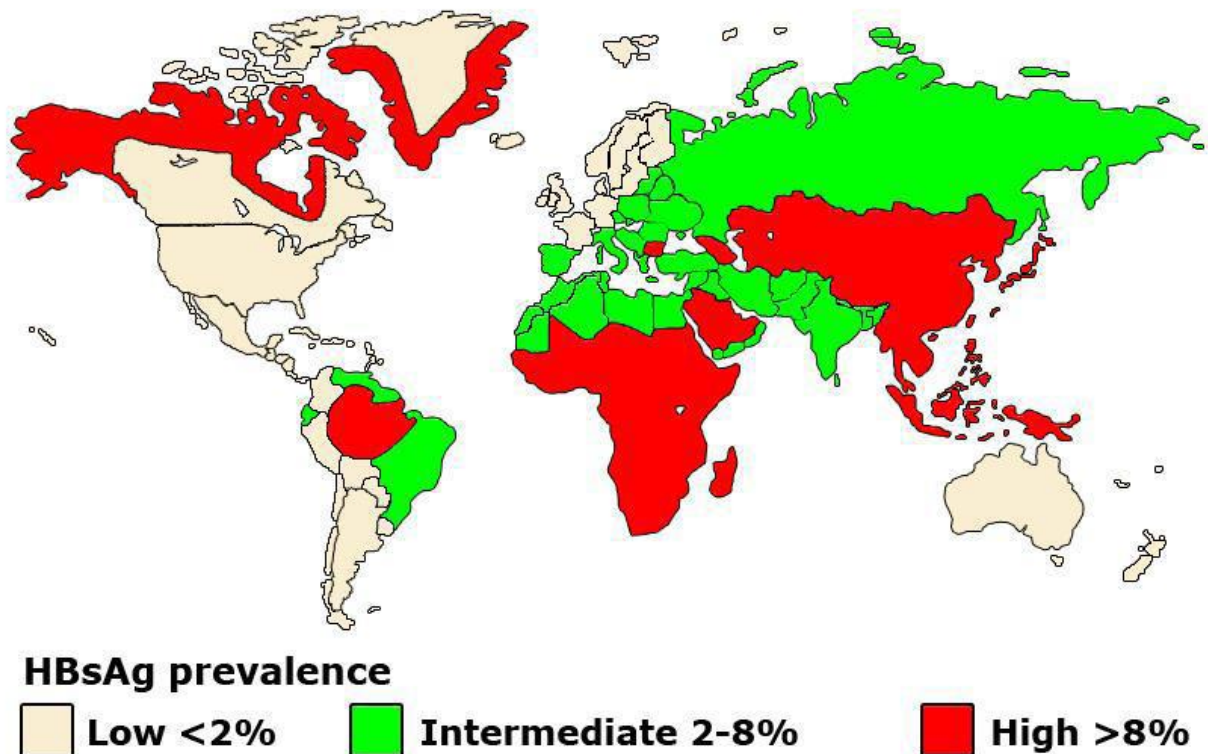 HBsAg prevalence
Low <2% Intermediate 2-8% High >8%